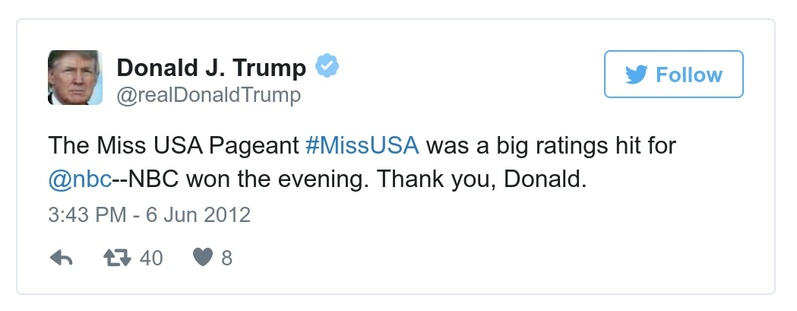 Donald J. Trump
@realDonaldTrump
Follow
The Miss USA Pageant #MissUSA was a big ratings hit for
@nbc--NBC won the evening. Thank you, Donald.
3:43 PM - 6 Jun 2012
40 8